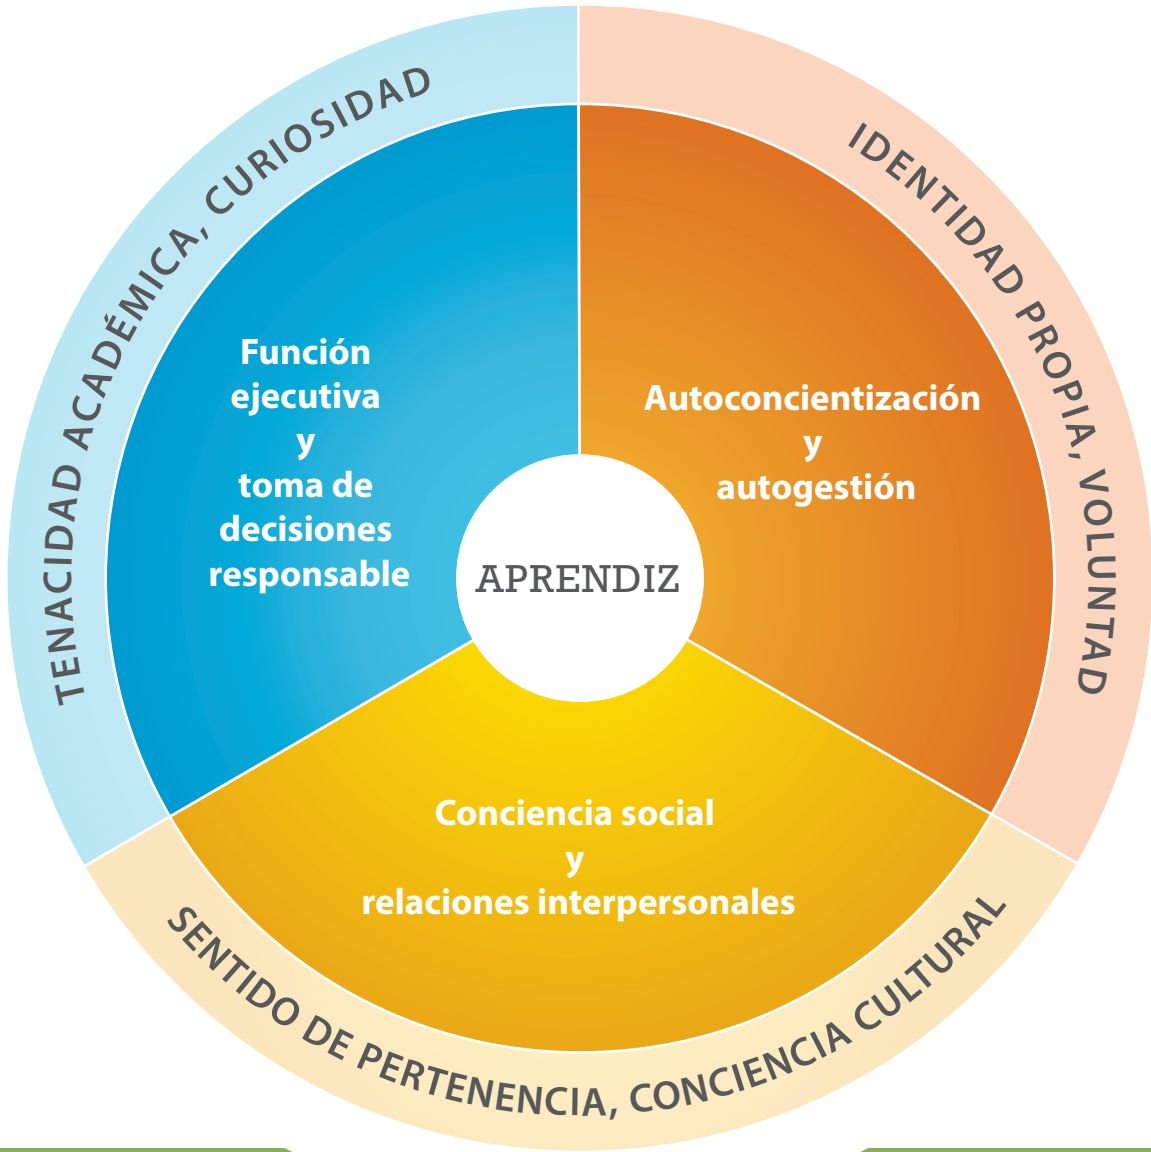 TENACIDAD ACADÉMICA, CURIOSIDAD
IDENTIDAD PROPIA, VOLUNTAD
Función
ejecutiva
y
toma de
decisiones
responsable
Autoconcientización
y
autogestión
APRENDIZ
Conciencia social
y
relaciones interpersonales
SENTIDO DE PERTENENCIA, CONCIENCIA CULTURAL